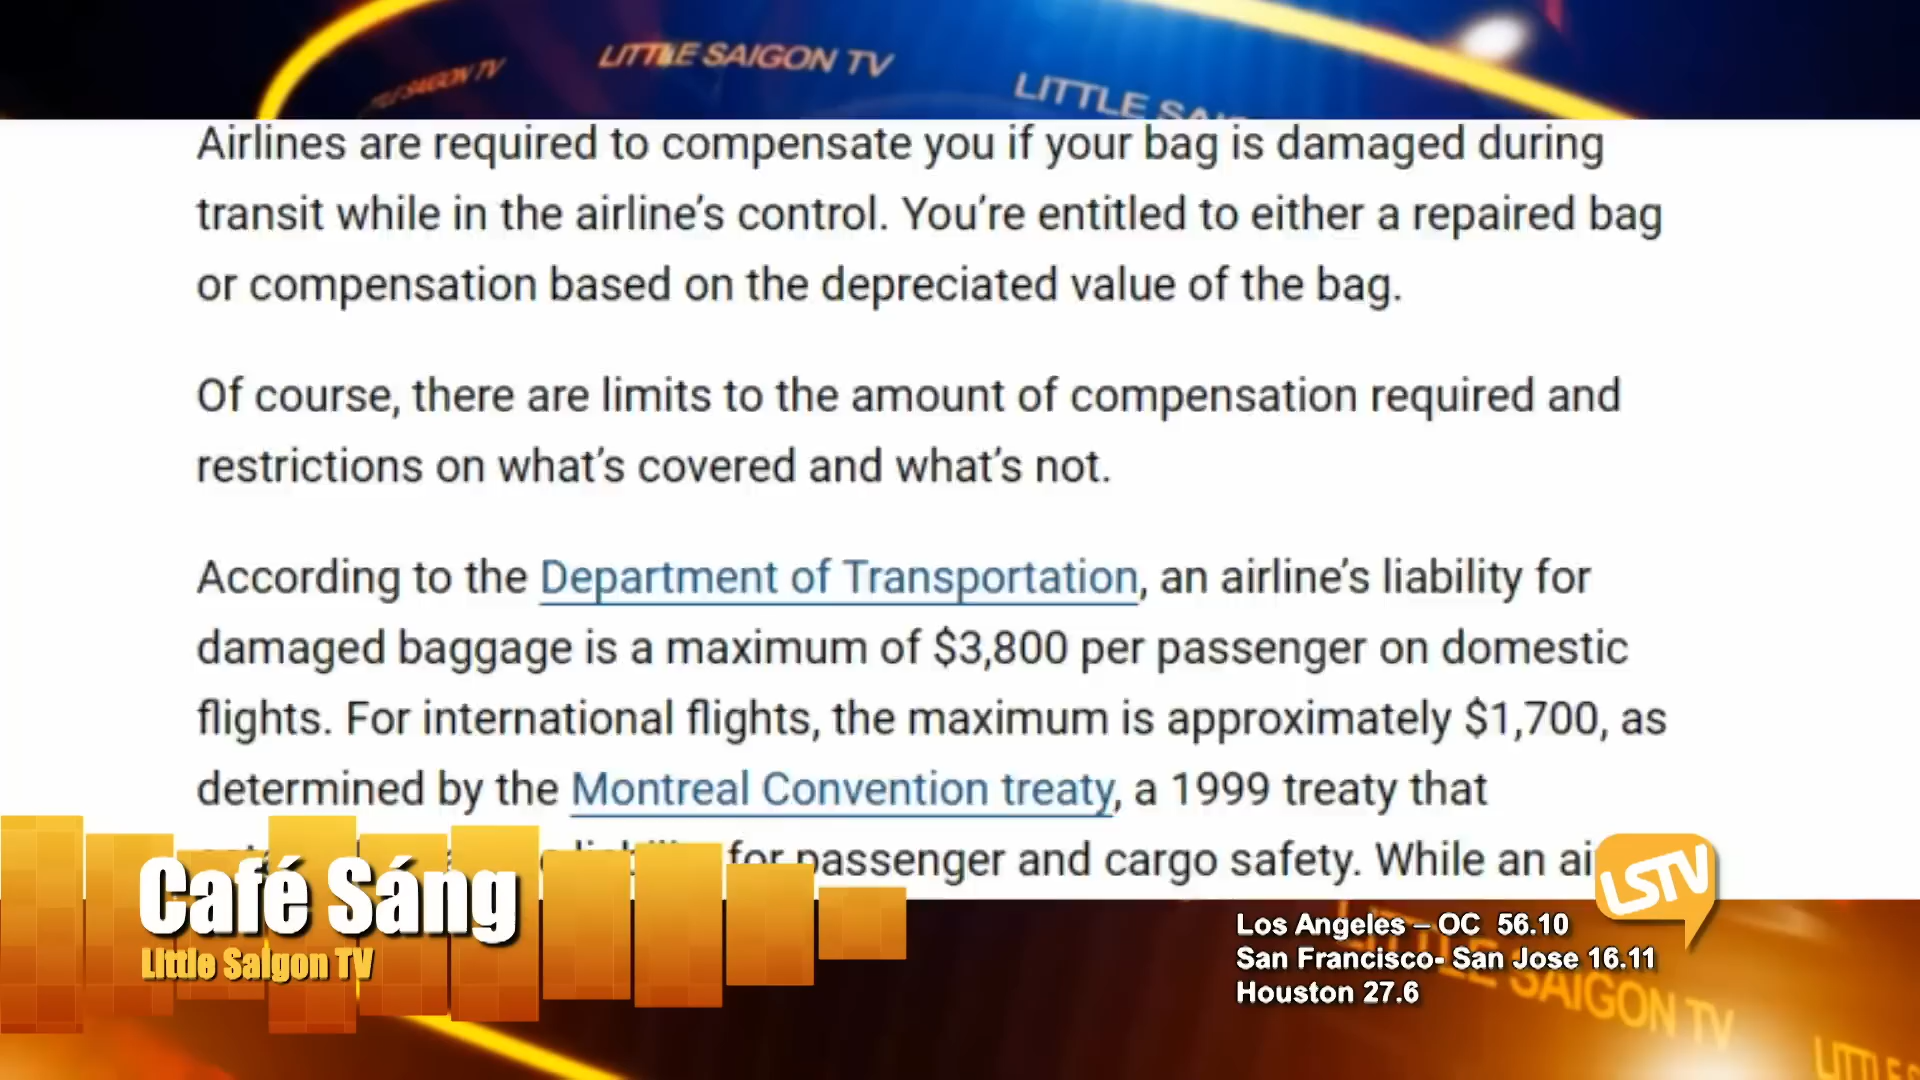 LITTLE SAIGON TV
LITTLE SAIGON TV
LITTLE
Airlines are required to compensate you if your bag is damaged during
transit while in the airline’s control. You’re entitled to either a repaired bag
or compensation based on the depreciated value of the bag.
Of course, there are limits to the amount of compensation required and
restrictions on what’s covered and what’s not.
According to the Department of Transportation, an airline’s liability for
damaged baggage is a maximum of $3,800 per passenger on domestic
flights. For international flights, the maximum is approximately $1,700, as
determined by the Montreal Convention treaty, a 1999 treaty that
for passenger and cargo safety. While an
Café Sáng
Little Saigon TV
LSTV
Los Angeles – OC 56.10
San Francisco- San Jose 16.11
Houston 27.6
SAIGON TV